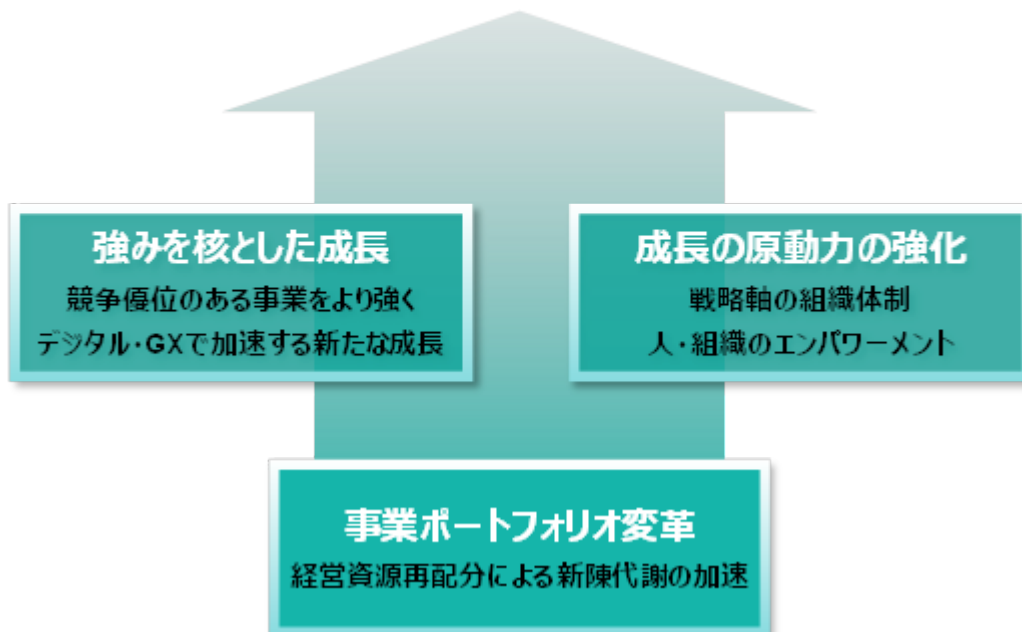 強みを核とした成長
競争優位のある事業をより強く
デジタル・GXで加速する新たな成長
成長の原動力の強化
戦略軸の組織体制
人・組織のエンパワーメント
事業ポートフォリオ変革
経営資源再配分による新陳代謝の加速